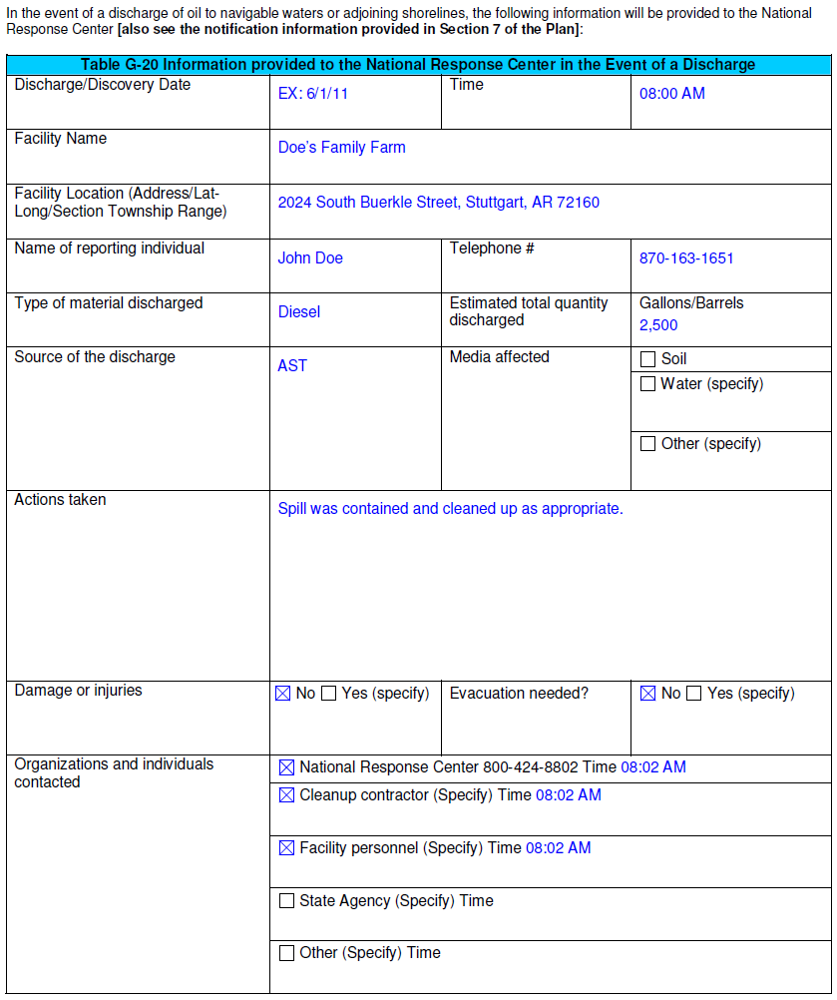 In the event of a discharge of oil to navigable waters or adjoining shorelines, the following information will be provided to the National
Response Center [also see the notification information provided in Section 7 of the Plan]:
Table G-20 Information provided to the National Response Center in the Event of a Discharge
Discharge/Discovery Date
EX: 6/1/11
Time
08:00 AM
Facility Name
Doe's Family Farm
Facility Location (Address/Lat-
Long/Section Township Range)
2024 South Buerkle Street, Stuttgart, AR 72160
Name of reporting individual
John Doe
Telephone #
870-163-1651
Type of material discharged
Diesel
Estimated total quantity
discharged
Gallons/Barrels
2,500
Source of the discharge
AST
Media affected
Soil
Water (specify)
Other (specify)
Actions taken
Spill was contained and cleaned up as appropriate.
Damage or injuries
No Yes (specify)
Evacuation needed?
No Yes (specify)
Organizations and individuals
contacted
National Response Center 800-424-8802 Time 08:02 AM
Cleanup contractor (Specify) Time 08:02 AM
Facility personnel (Specify) Time 08:02 AM
State Agency (Specify) Time
Other (Specify) Time